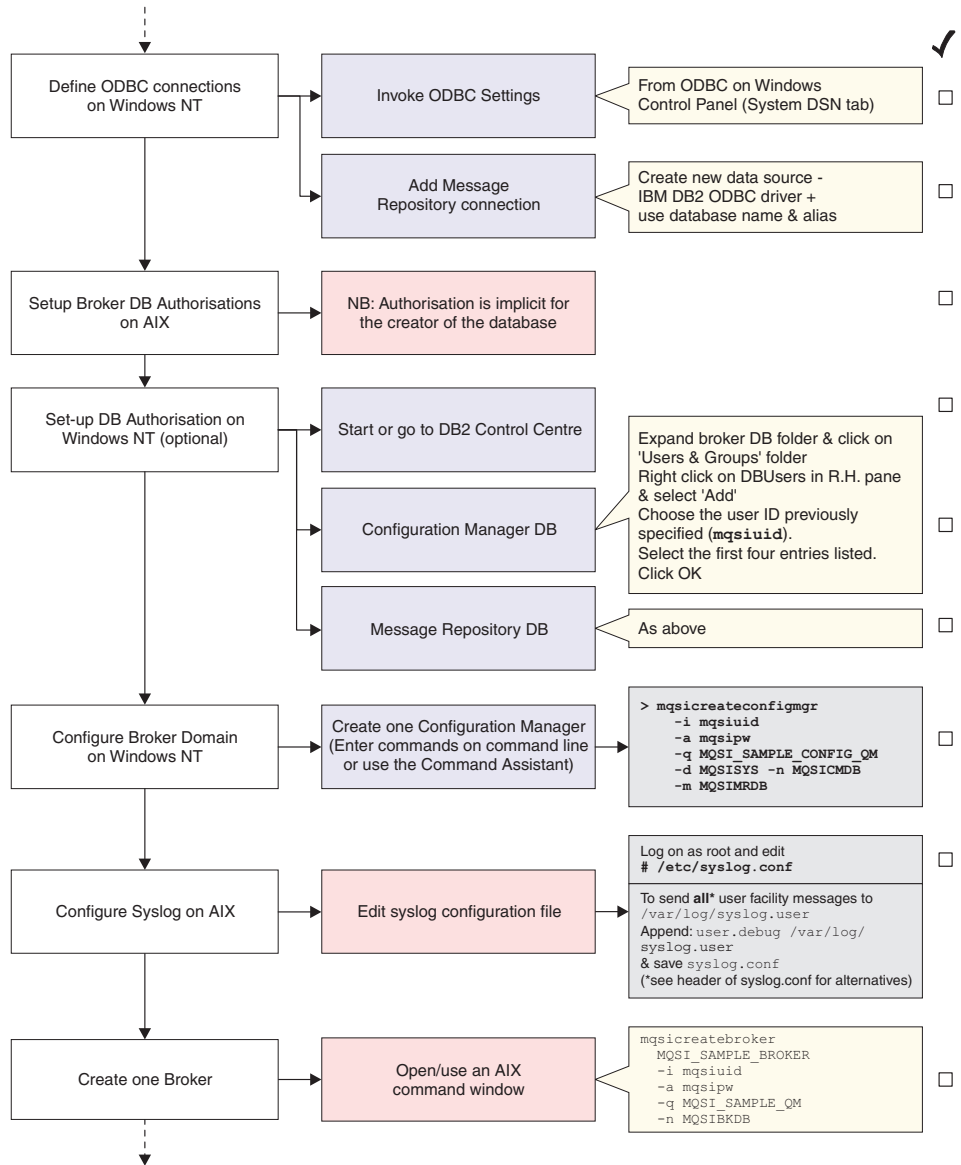 Define ODBC connections
on Windows NT
Invoke ODBC Settings
From ODBC on Windows
Control Panel (System DSN tab)
Add Message
Repository connection
Create new data source -
IBM DB2 ODBC driver +
use database name & alias
Setup Broker DB Authorisations
on AIX
NB: Authorisation is implicit for
the creator of the database
Set-up DB Authorisation on
Windows NT (optional)
Start or go to DB2 Control Centre
Configuration Manager DB
Expand broker DB folder & click on
'Users & Groups' folder
Right click on DBUsers in R.H. pane
& select 'Add'
Choose the user ID previously
specified (mqsiuid).
Select the first four entries listed.
Click OK
Message Repository DB
As above
Configure Broker Domain
on Windows NT
Create one Configuration Manager
(Enter commands on command line
or use the Command Assistant)
> mqsicreateconfigmgr
-i mqsiuid
-a mqsipw
-q MQSI_SAMPLE_CONFIG_QM
-d MQSISYS -n MQSICMDB
-m MQSIMRDB
Configure Syslog on AIX
Edit syslog configuration file
Log on as root and edit
# /etc/syslog.conf
To send all* user facility messages to
/var/log/syslog.user
Append: user.debug /var/log/
syslog.user
& save syslog.conf
(*see header of syslog.conf for alternatives)
Create one Broker
Open/use an AIX
command window
mqsicreatebroker
MQSI_SAMPLE_BROKER
-i mqsiuid
-a mqsipw
-q MQSI_SAMPLE_QM
-n MQSIBKDB